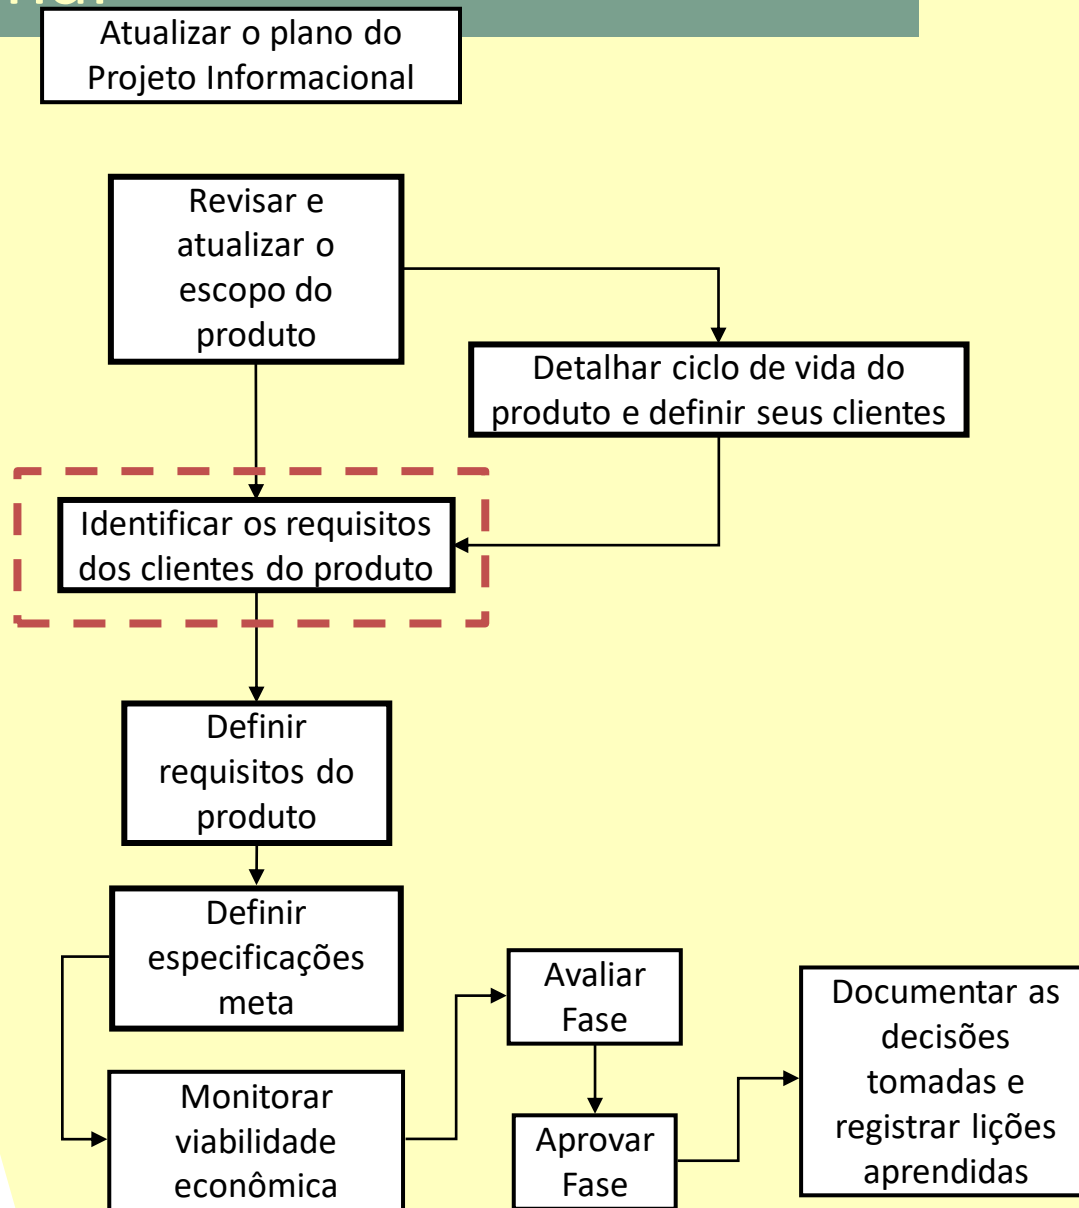 Atualizar o plano do
Projeto Informacional
Revisar e
atualizar o
escopo do
produto
Detalhar ciclo de vida do
produto e definir seus clientes
Identificar os requisitos
dos clientes do produto
Definir
requisitos do
produto
Definir
especificações
meta
Monitorar
viabilidade
econômica
Avaliar
Fase
Aprovar
Fase
Documentar as
decisões
tomadas e
registrar lições
aprendidas